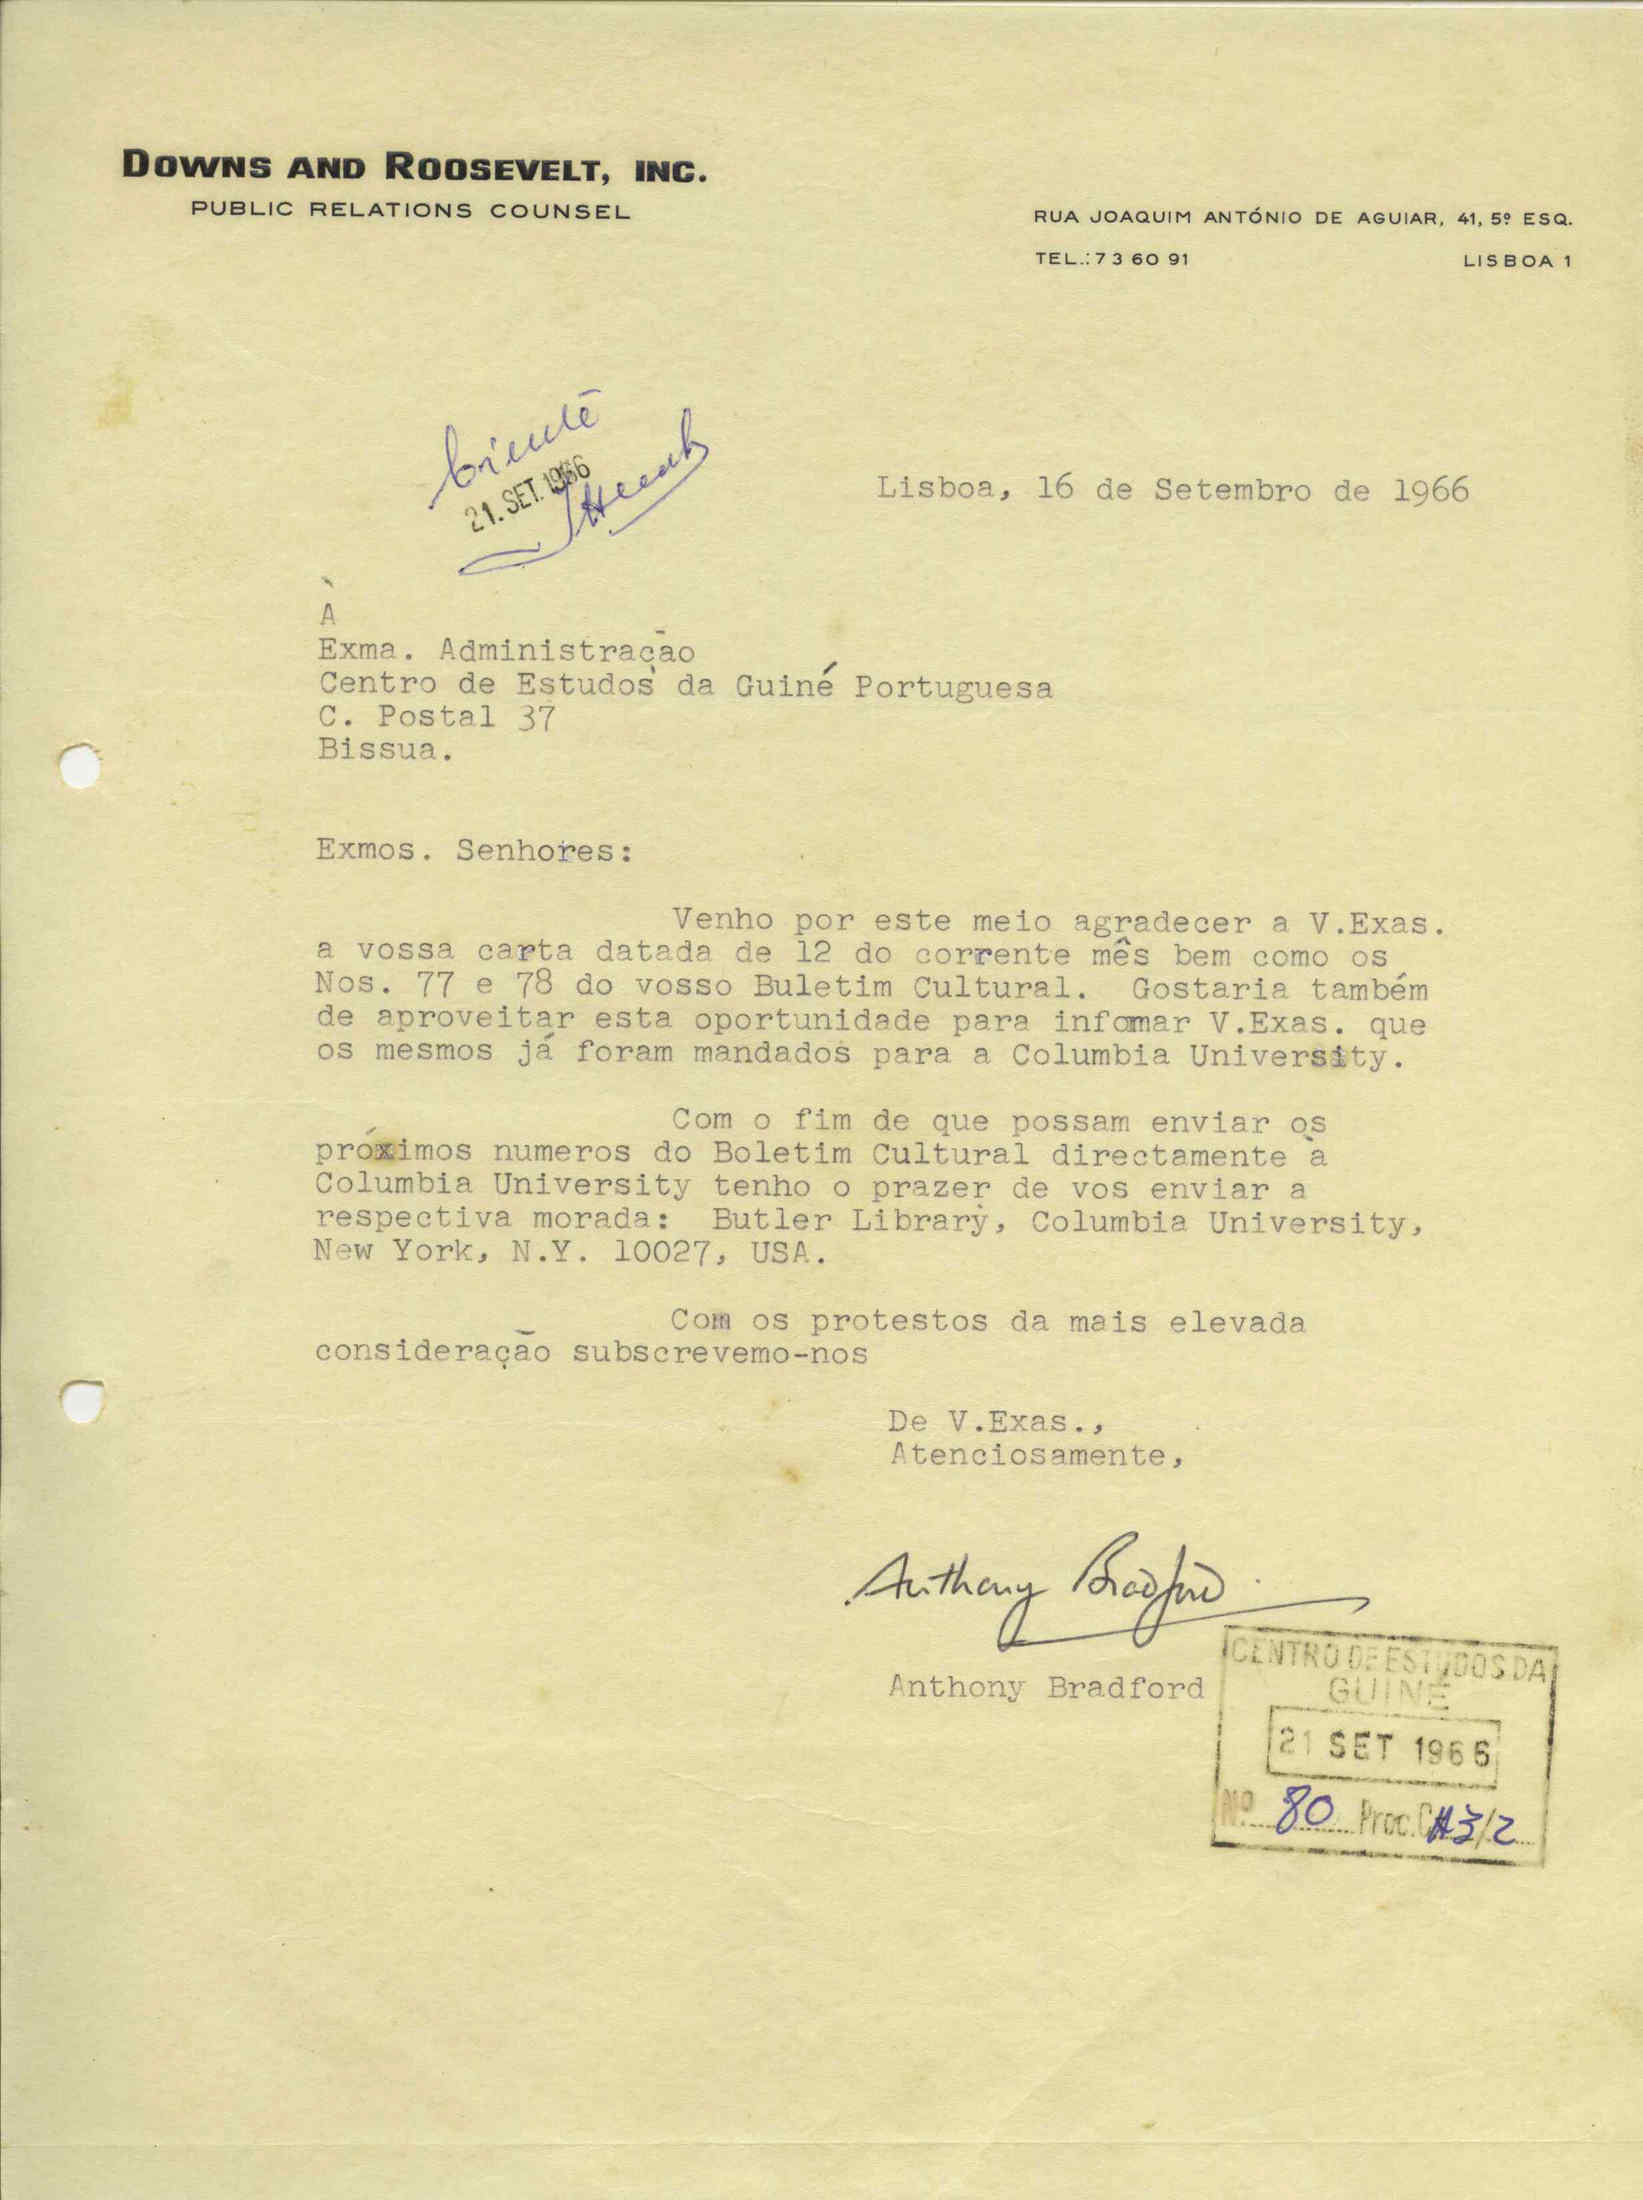 DOWNS AND ROOSEVELT, INC.
PUBLIC RELATIONS COUNSEL
RUA JOAQUIM ANTÓNIO DE AGUIAR, 41, 5º ESQ.
TEL.: 73 60 91 LISBOA 1
Ciente
21. SET. 1966
Lisboa, 16 de Setembro de 1966
À
Exma. Administração
Centro de Estudos da Guiné Portuguesa
C. Postal 37
Bissua.
Exmos. Senhores:
Venho por este meio agradecer a V.Exas.
a vossa carta datada de 12 do corrente mês bem como os
Nos. 77 e 78 do vosso Buletim Cultural. Gostaria também
de aproveitar esta oportunidade para infomar V.Exas. que
os mesmos já foram mandados para a Columbia University.
Com o fim de que possam enviar os
próximos numeros do Boletim Cultural directamente à
Columbia University tenho o prazer de vos enviar a
respectiva morada: Butler Library, Columbia University,
New York, N.Y. 10027, USA.
Com os protestos da mais elevada
consideração subscrevemo-nos
De V.Exas.,
Atenciosamente,
Anthony Bradford
Anthony Bradford
CENTRO DE ESTUDOS DA
GUINÉ
21 SET 1966
Nº 80 Proc. 3/2